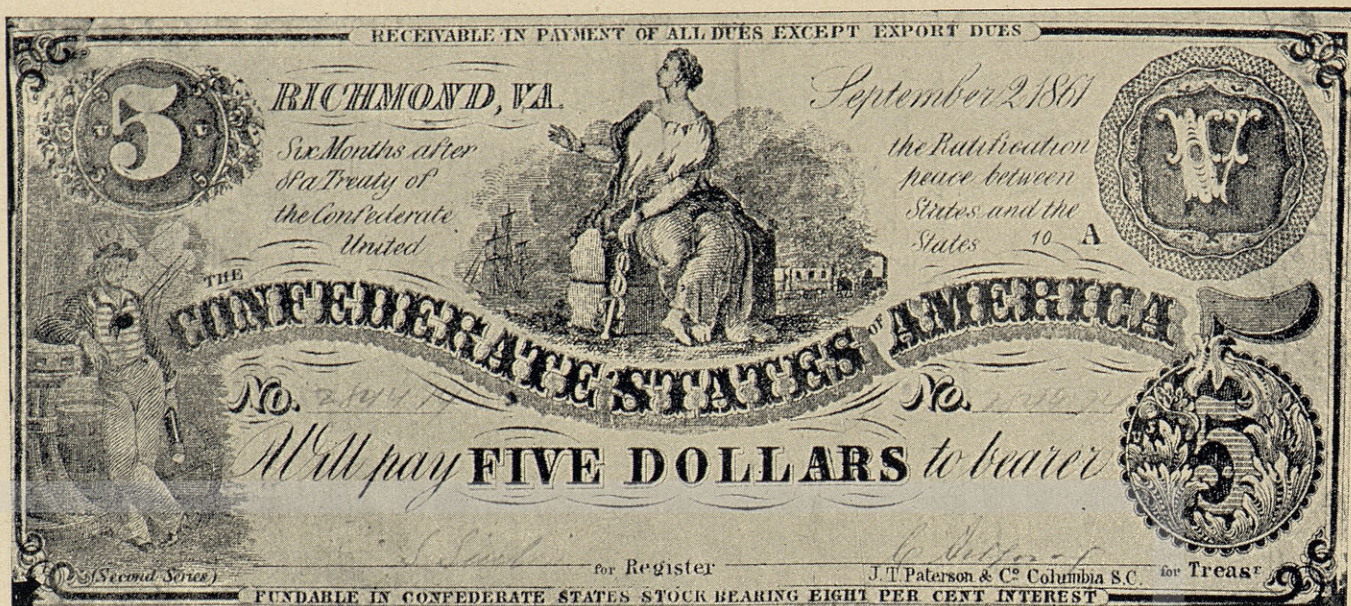 RECEIVABLE IN PAYMENT OF ALL DUES EXCEPT EXPORT DUES
5
RICHMOND, VA.
September 2 1861
V
Six Months after the Ratification
of a Treaty of peace between
the Confederate States and the
United States 10 A
THE CONFEDERATE STATES OF AMERICA
No. No.
Will pay FIVE DOLLARS to bearer
5
for Register
(Second Series)
J. T. Paterson & Co Columbia S.C. for Treasr
FUNDABLE IN CONFEDERATE STATES STOCK BEARING EIGHT PER CENT INTEREST